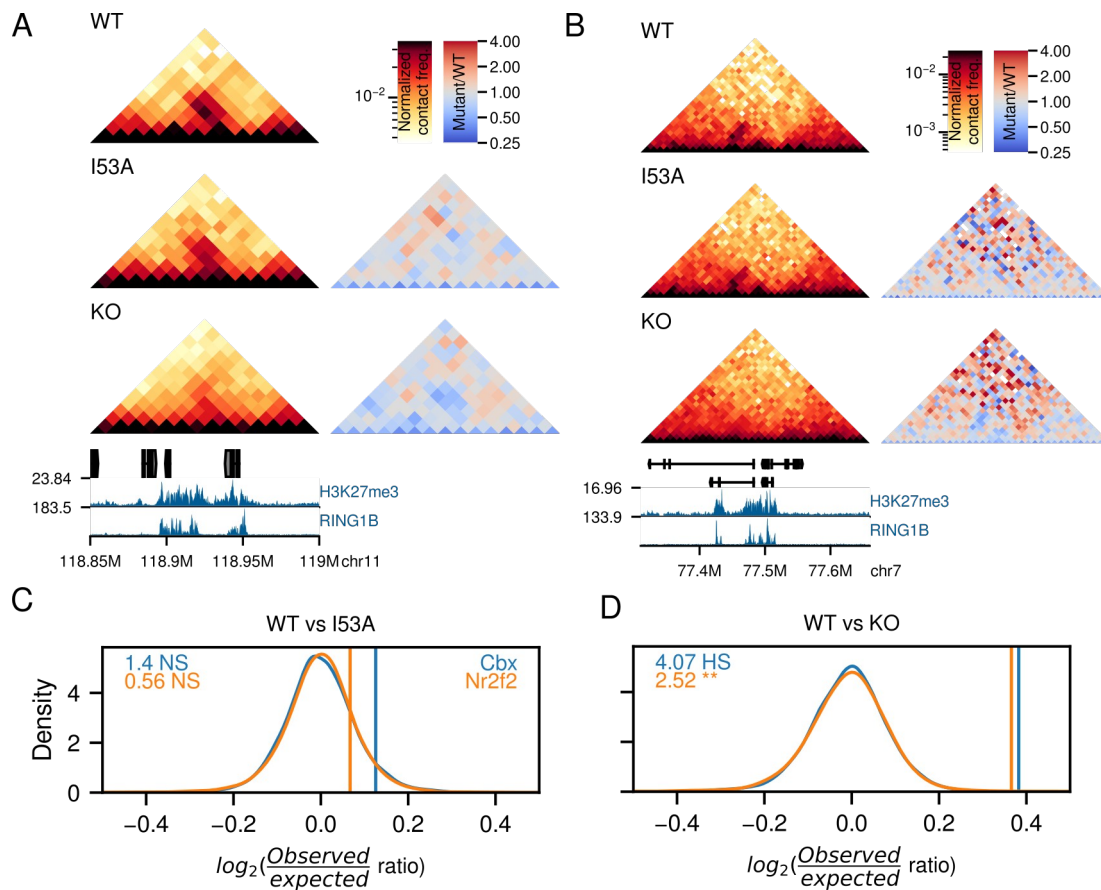 A
WT
10⁻²
Normalized
contact freq.
Mutant/WT
4.00
2.00
1.00
0.50
0.25
I53A
KO
23.84
H3K27me3
183.5
RING1B
118.85M 118.9M 118.95M 119M chr11
B
WT
10⁻²
10⁻³
Normalized
contact freq.
Mutant/WT
4.00
2.00
1.00
0.50
0.25
I53A
KO
16.96
H3K27me3
133.9
RING1B
77.4M 77.5M 77.6M chr7
C
WT vs I53A
1.4 NS Cbx
0.56 NS Nr2f2
Density
4
2
0
−0.4 −0.2 0.0 0.2 0.4
log₂(Observed/expected ratio)
D
WT vs KO
4.07 HS
2.52 **
−0.4 −0.2 0.0 0.2 0.4
log₂(Observed/expected ratio)